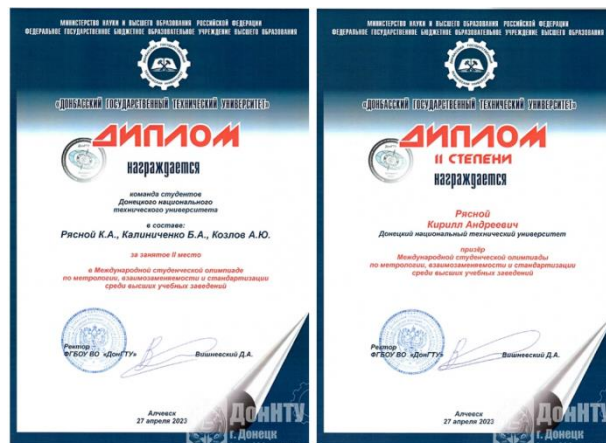 МИНИСТЕРСТВО НАУКИ И ВЫСШЕГО ОБРАЗОВАНИЯ РОССИЙСКОЙ ФЕДЕРАЦИИ
ФЕДЕРАЛЬНОЕ ГОСУДАРСТВЕННОЕ БЮДЖЕТНОЕ ОБРАЗОВАТЕЛЬНОЕ УЧРЕЖДЕНИЕ ВЫСШЕГО ОБРАЗОВАНИЯ
«ДОНБАССКИЙ ГОСУДАРСТВЕННЫЙ ТЕХНИЧЕСКИЙ УНИВЕРСИТЕТ»
ДИПЛОМ
награждается
команда студентов
Донецкого национального
технического университета
в составе:
Рясной К.А., Калиниченко Б.А., Козлов А.Ю.
за занятое II место
в Международной студенческой олимпиаде
по метрологии, взаимозаменяемости и стандартизации
среди высших учебных заведений
Ректор
ФГБОУ ВО «ДонГТУ»
Вишневский Д.А.
Алчевск
27 апреля 2023
ДонНТУ
г. Донецк
МИНИСТЕРСТВО НАУКИ И ВЫСШЕГО ОБРАЗОВАНИЯ РОССИЙСКОЙ ФЕДЕРАЦИИ
ФЕДЕРАЛЬНОЕ ГОСУДАРСТВЕННОЕ БЮДЖЕТНОЕ ОБРАЗОВАТЕЛЬНОЕ УЧРЕЖДЕНИЕ ВЫСШЕГО ОБРАЗОВАНИЯ
«ДОНБАССКИЙ ГОСУДАРСТВЕННЫЙ ТЕХНИЧЕСКИЙ УНИВЕРСИТЕТ»
ДИПЛОМ
II СТЕПЕНИ
награждается
Рясной
Кирилл Андреевич
Донецкий национальный технический университет
призёр
Международной студенческой олимпиады
по метрологии, взаимозаменяемости и стандартизации
среди высших учебных заведений
Ректор
ФГБОУ ВО «ДонГТУ»
Вишневский Д.А.
Алчевск
27 апреля 2023
ДонНТУ
г. Донецк